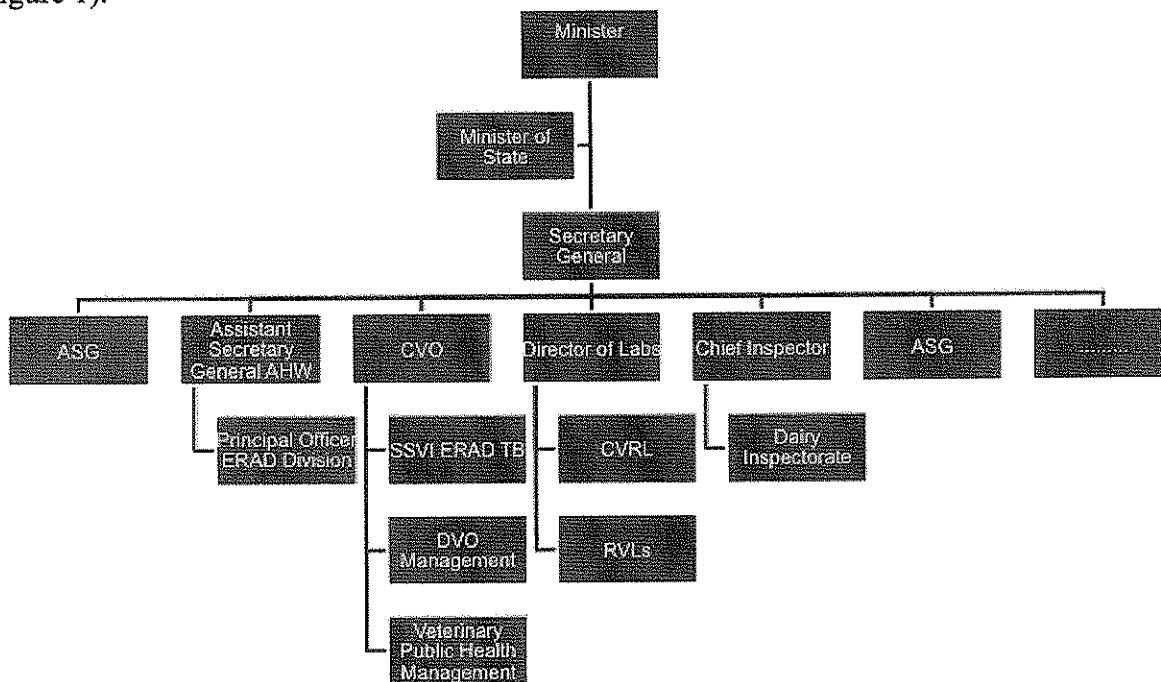 igure 1).
Minister
Minister of
State
Secretary
General
ASG
Assistant
Secretary
General AHW
CVO
Director of Labs
Chief Inspector
ASG
.........
Principal Officer
ERAD Division
SSVI ERAD TB
CVRL
Dairy
Inspectorate
DVO
Management
RVLs
Veterinary
Public Health
Management